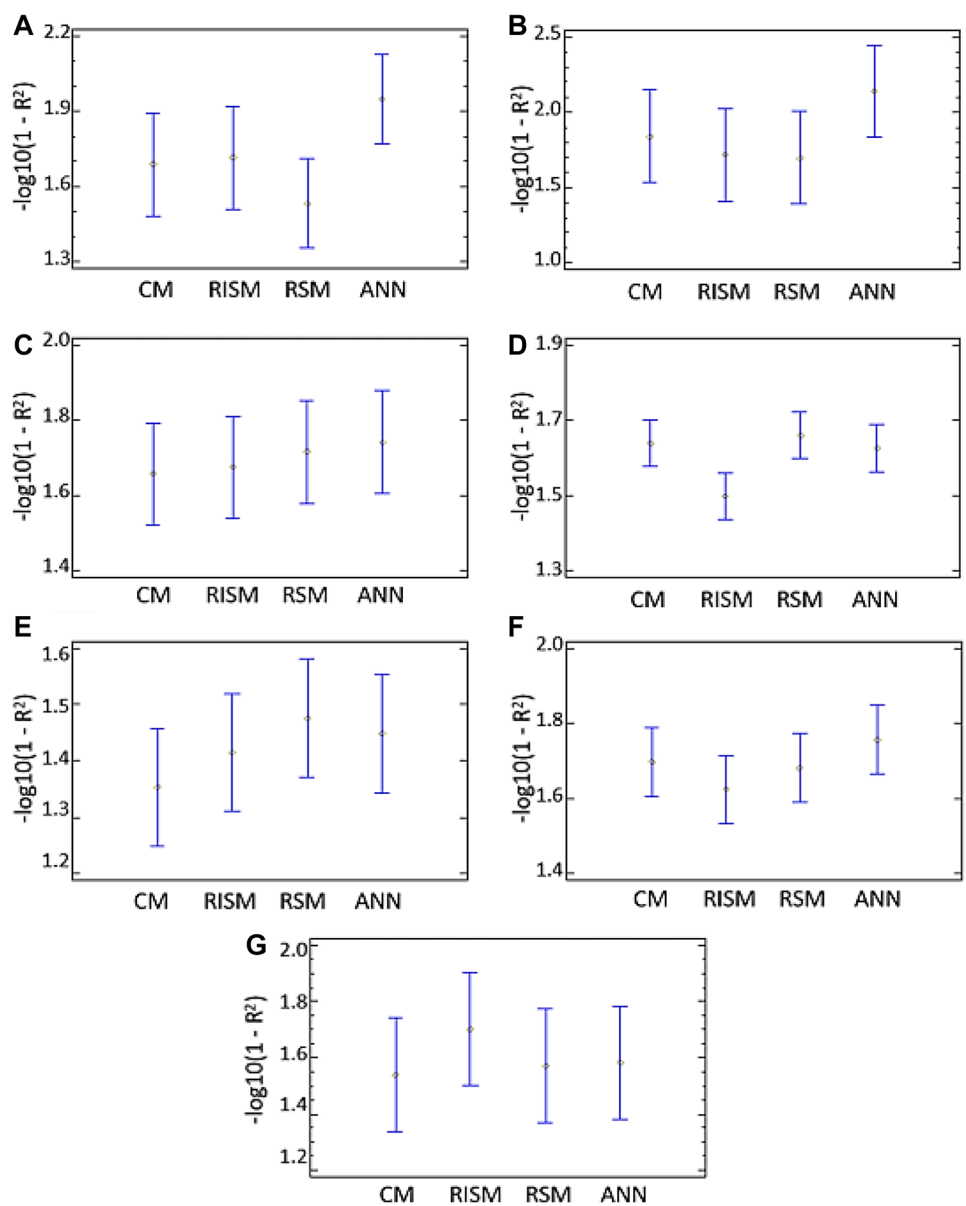 A
-log10(1 - R²)
2.2
1.9
1.6
1.3
CM RISM RSM ANN
B
-log10(1 - R²)
2.5
2.0
1.5
1.0
CM RISM RSM ANN
C
-log10(1 - R²)
2.0
1.8
1.6
1.4
CM RISM RSM ANN
D
-log10(1 - R²)
1.9
1.7
1.5
1.3
CM RISM RSM ANN
E
-log10(1 - R²)
1.6
1.5
1.4
1.3
1.2
CM RISM RSM ANN
F
-log10(1 - R²)
2.0
1.8
1.6
1.4
CM RISM RSM ANN
G
-log10(1 - R²)
2.0
1.8
1.6
1.4
1.2
CM RISM RSM ANN